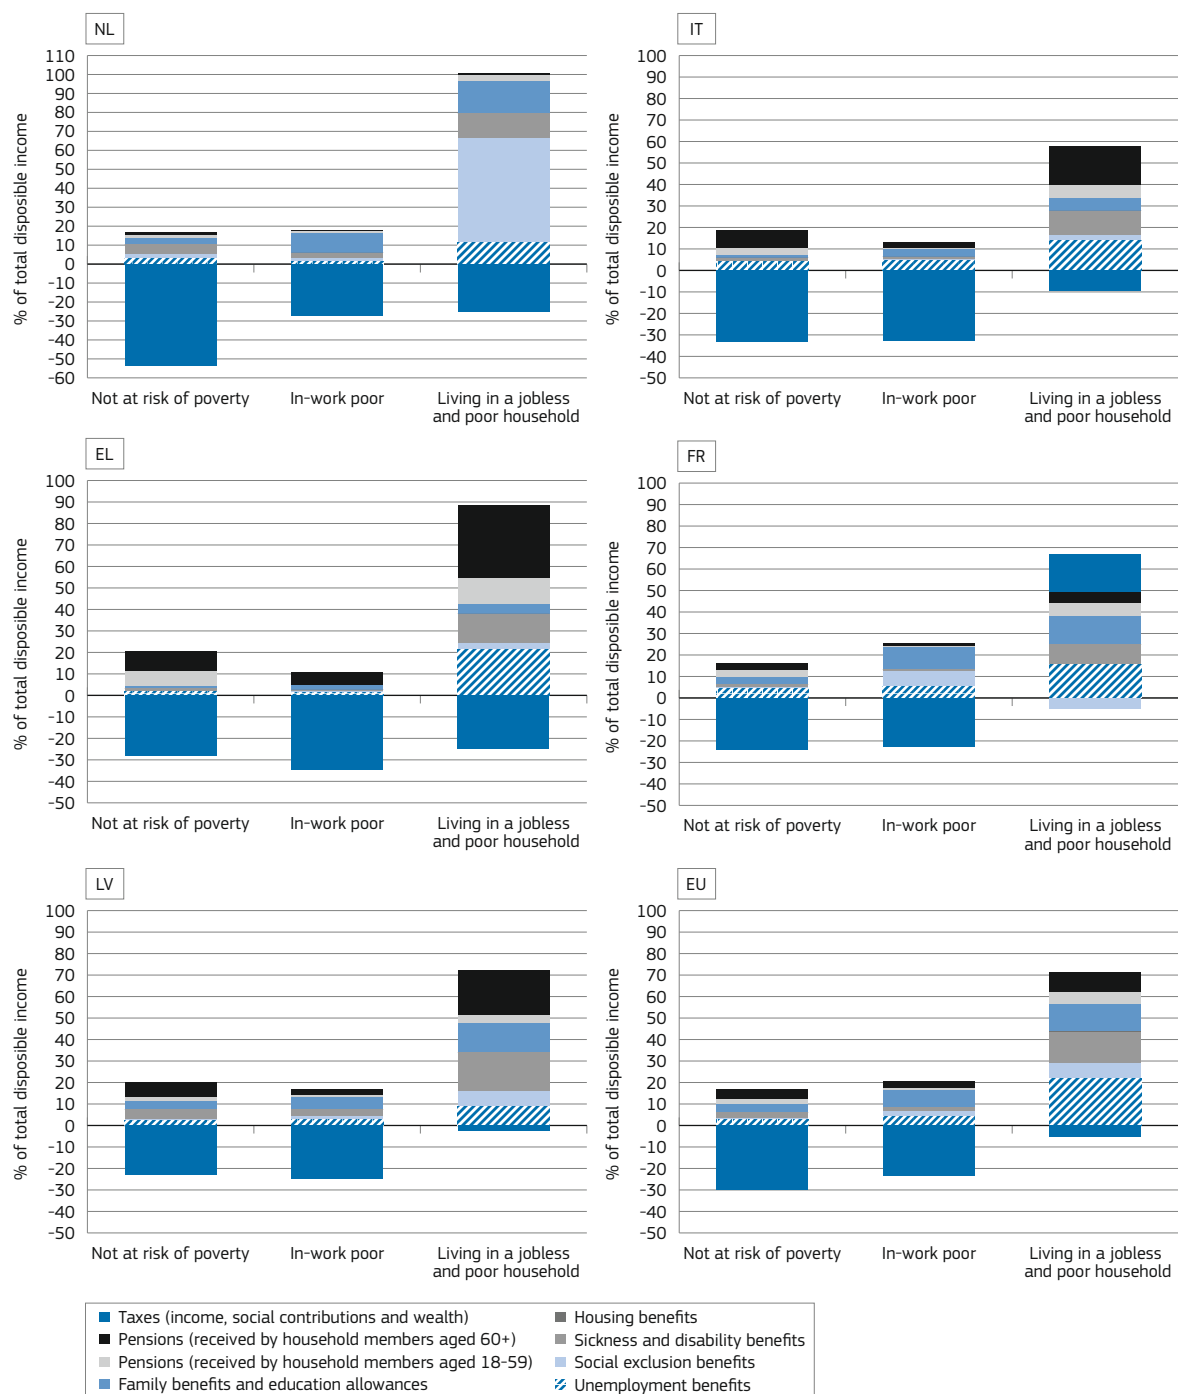 NL
% of total disposible income
110
100
90
80
70
60
50
40
30
20
10
0
-10
-20
-30
-40
-50
-60
Not at risk of poverty
In-work poor
Living in a jobless
and poor household
IT
% of total disposible income
100
90
80
70
60
50
40
30
20
10
0
-10
-20
-30
-40
-50
Not at risk of poverty
In-work poor
Living in a jobless
and poor household
EL
% of total disposible income
100
90
80
70
60
50
40
30
20
10
0
-10
-20
-30
-40
-50
Not at risk of poverty
In-work poor
Living in a jobless
and poor household
FR
% of total disposible income
100
90
80
70
60
50
40
30
20
10
0
-10
-20
-30
-40
-50
Not at risk of poverty
In-work poor
Living in a jobless
and poor household
LV
% of total disposible income
100
90
80
70
60
50
40
30
20
10
0
-10
-20
-30
-40
-50
Not at risk of poverty
In-work poor
Living in a jobless
and poor household
EU
% of total disposible income
100
90
80
70
60
50
40
30
20
10
0
-10
-20
-30
-40
-50
Not at risk of poverty
In-work poor
Living in a jobless
and poor household
Taxes (income, social contributions and wealth)
Pensions (received by household members aged 60+)
Pensions (received by household members aged 18-59)
Family benefits and education allowances
Housing benefits
Sickness and disability benefits
Social exclusion benefits
Unemployment benefits